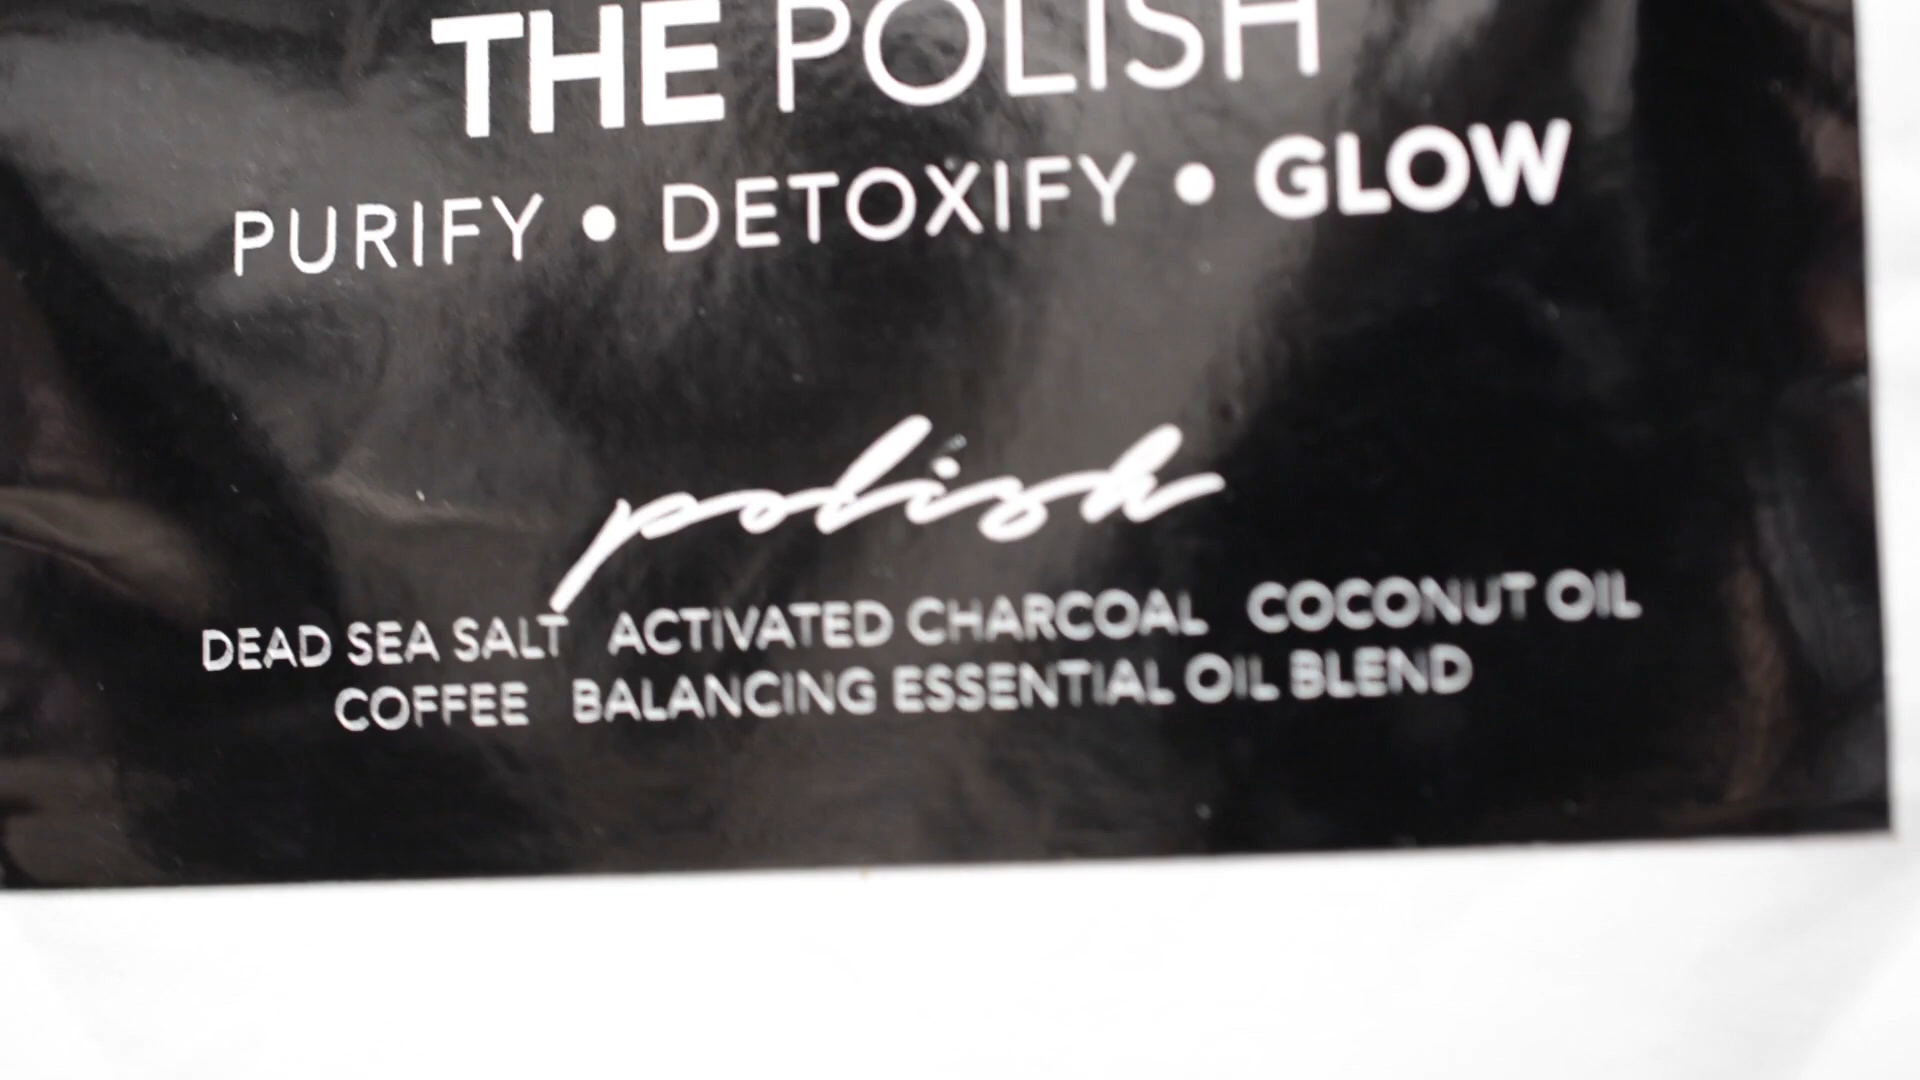 THE POLISH
PURIFY • DETOXIFY • GLOW
polish
DEAD SEA SALT ACTIVATED CHARCOAL COCONUT OIL
COFFEE BALANCING ESSENTIAL OIL BLEND